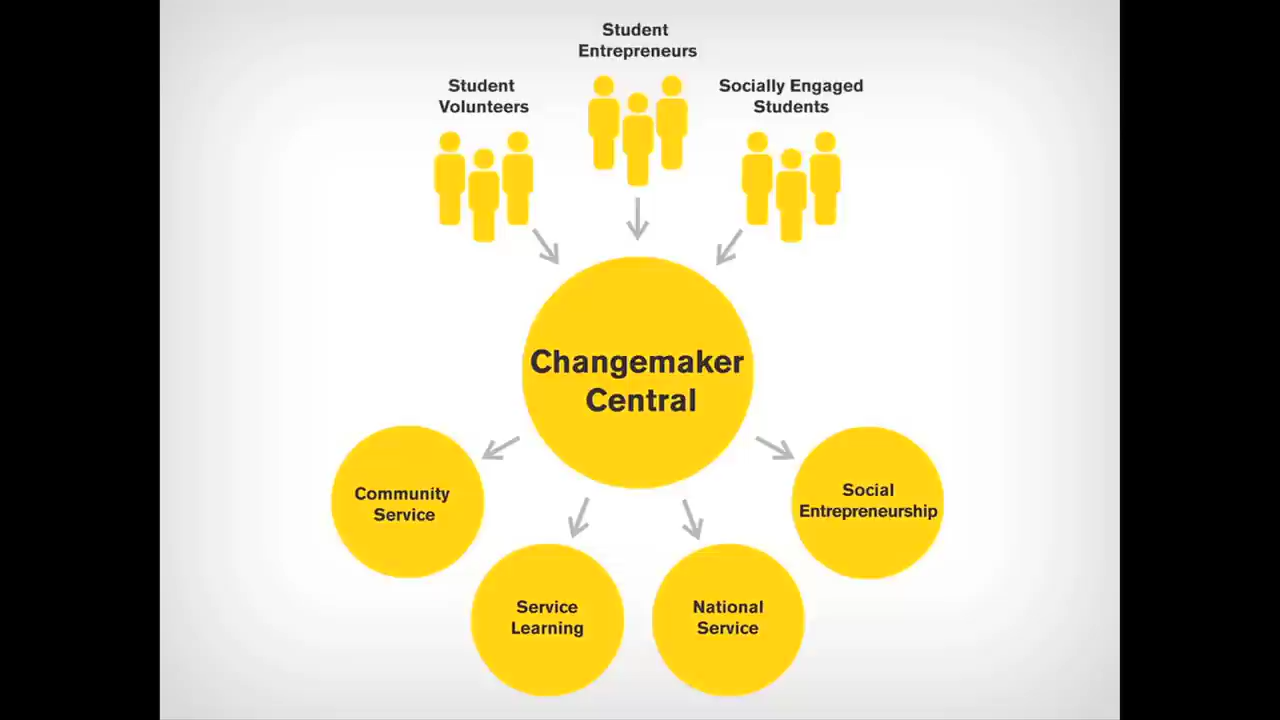 Student
Entrepreneurs
Student
Volunteers
Socially Engaged
Students
Changemaker
Central
Community
Service
Social
Entrepreneurship
Service
Learning
National
Service